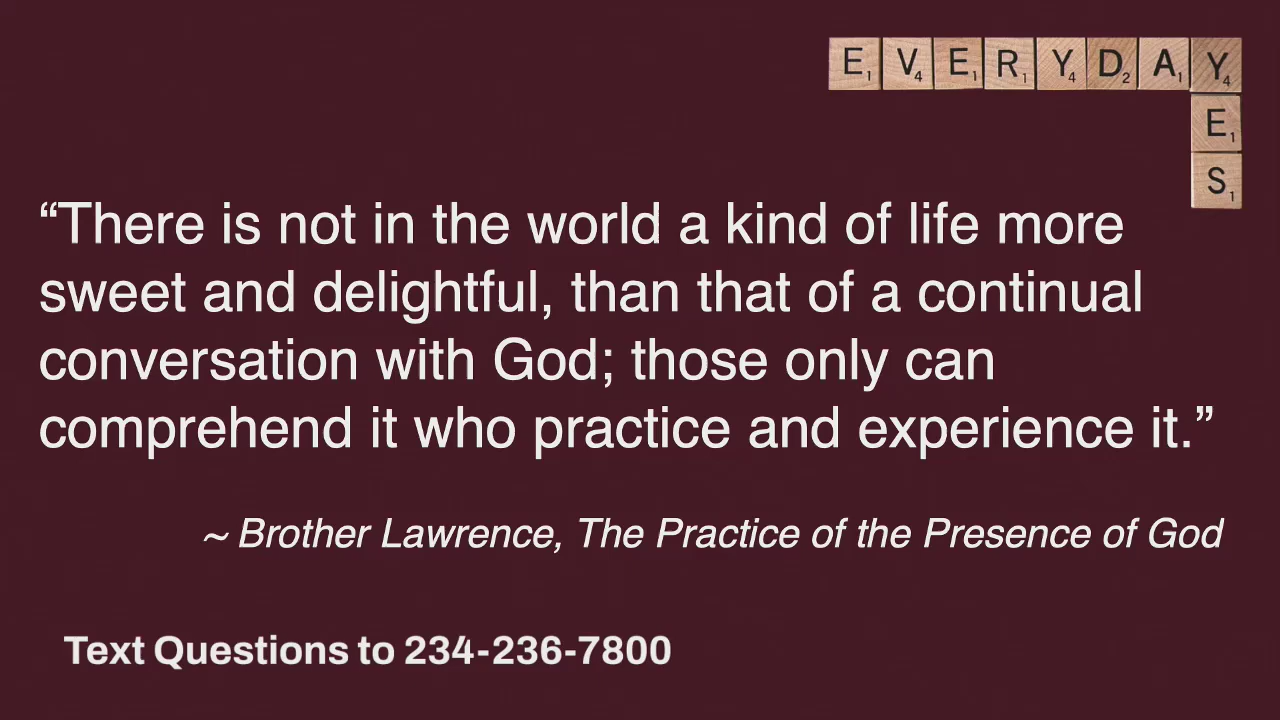 EVERYDAY
YES
“There is not in the world a kind of life more
sweet and delightful, than that of a continual
conversation with God; those only can
comprehend it who practice and experience it.”
~ Brother Lawrence, The Practice of the Presence of God
Text Questions to 234-236-7800